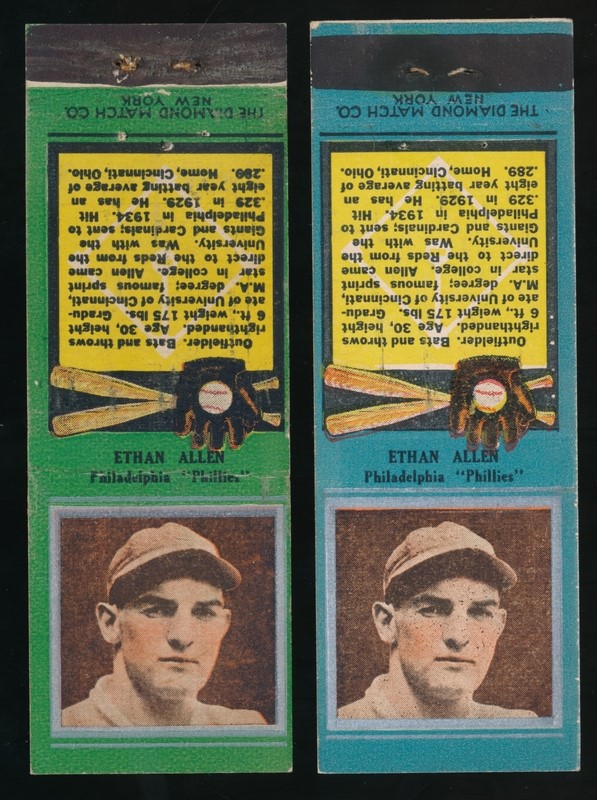 THE DIAMOND MATCH CO.
NEW YORK
Outfielder. Bats and throws
righthanded. Age 30, height
6 ft., weight 175 lbs. Gradu-
ate of University of Cincinnati,
M.A. degree; famous sprint
star in college. Allen came
direct to the Reds from the
University. Was with the
Giants and Cardinals; sent to
Philadelphia in 1934. Hit
.329 in 1929. He has an
eight year batting average of
.289. Home, Cincinnati, Ohio.
ETHAN ALLEN
Philadelphia "Phillies"
THE DIAMOND MATCH CO.
NEW YORK
Outfielder. Bats and throws
righthanded. Age 30, height
6 ft., weight 175 lbs. Gradu-
ate of University of Cincinnati,
M.A. degree; famous sprint
star in college. Allen came
direct to the Reds from the
University. Was with the
Giants and Cardinals; sent to
Philadelphia in 1934. Hit
.329 in 1929. He has an
eight year batting average of
.289. Home, Cincinnati, Ohio.
ETHAN ALLEN
Philadelphia "Phillies"